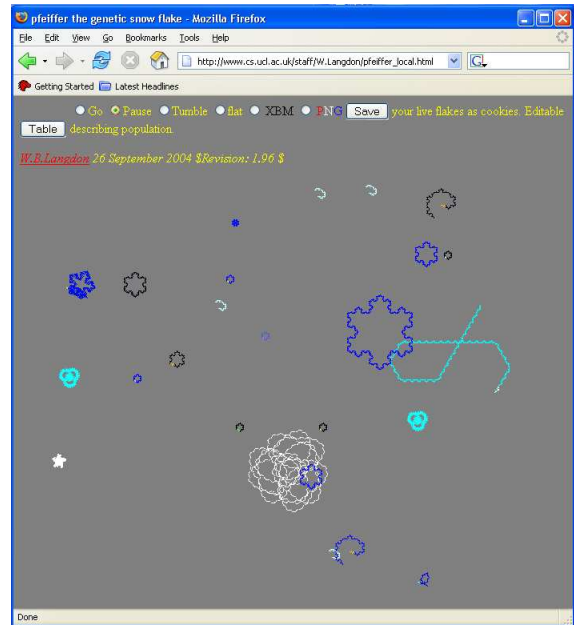 pfeiffer the genetic snow flake - Mozilla Firefox
File Edit View Go Bookmarks Tools Help
http://www.cs.ucl.ac.uk/staff/W.Langdon/pfeiffer_local.html G
Getting Started Latest Headlines
Go Pause Tumble flat XBM PNG Save your live flakes as cookies. Editable
Table describing population.
W.B.Langdon 26 September 2004 $Revision: 1.96 $
Done